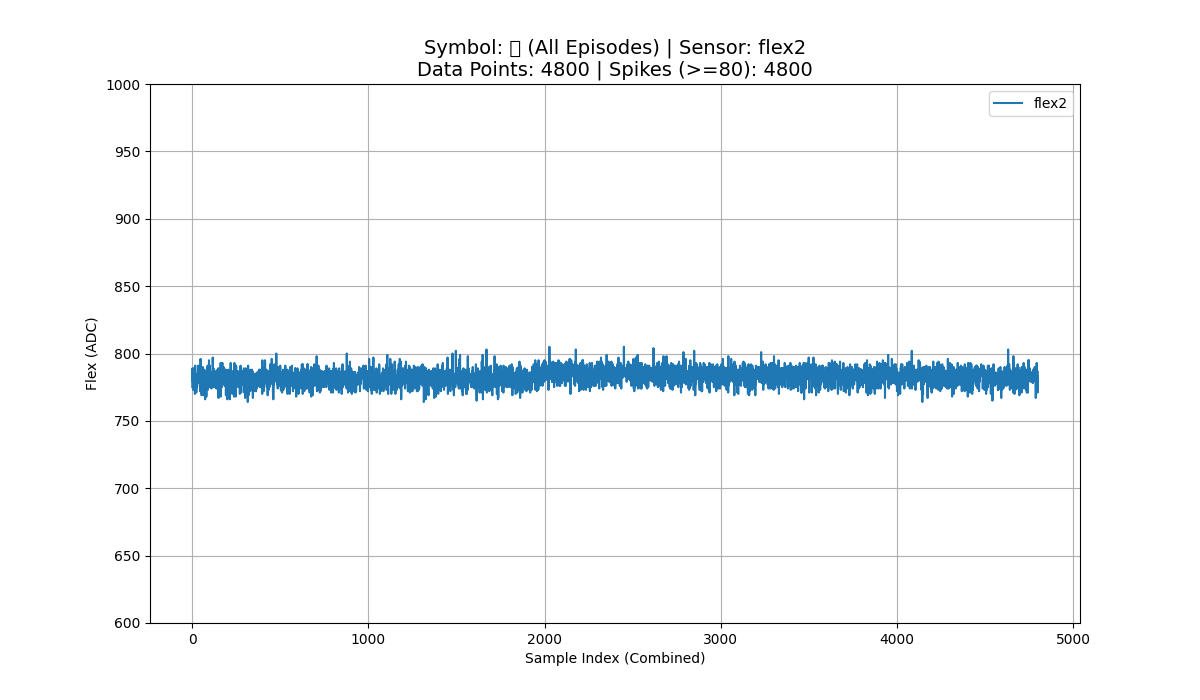 Symbol: (All Episodes) | Sensor: flex2
Data Points: 4800 | Spikes (>=80): 4800
flex2
1000
950
900
850
800
750
700
650
600
Flex (ADC)
0 1000 2000 3000 4000 5000
Sample Index (Combined)